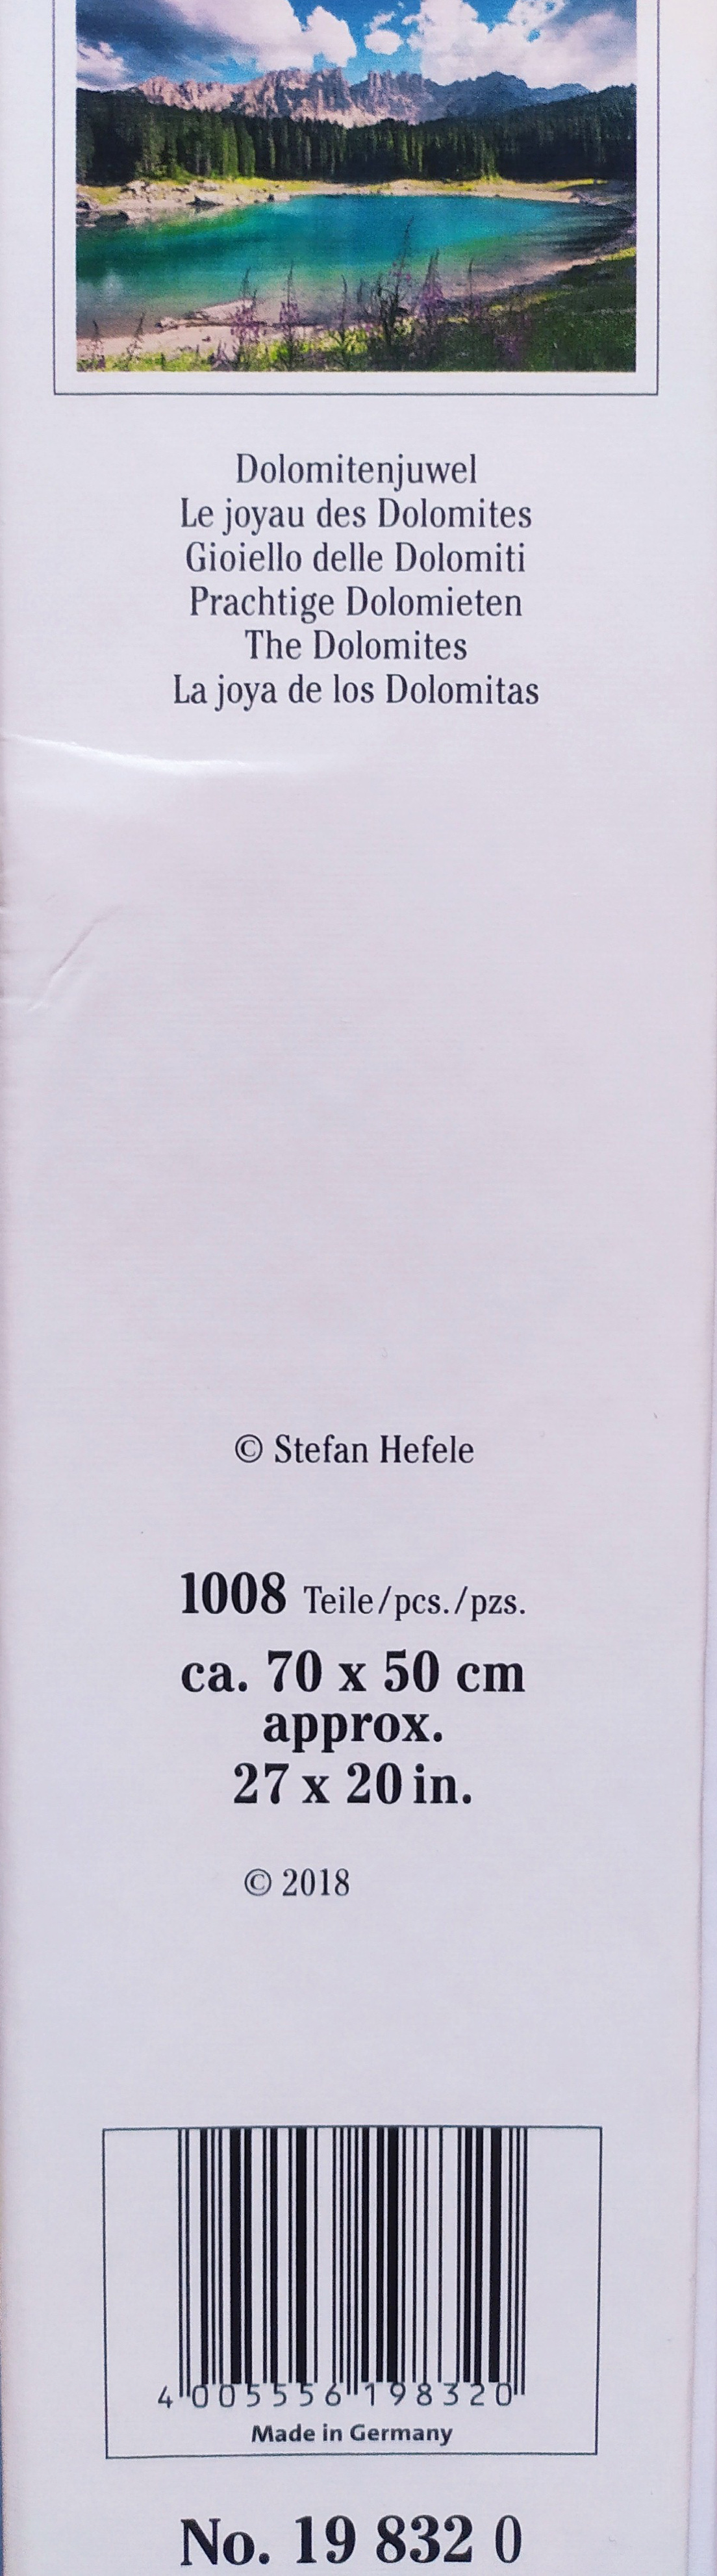 Dolomitenjuwel
Le joyau des Dolomites
Gioiello delle Dolomiti
Prachtige Dolomieten
The Dolomites
La joya de los Dolomitas
© Stefan Hefele
1008 Teile/pcs./pzs.
ca. 70 x 50 cm
approx.
27 x 20 in.
© 2018
4 005556 198320
Made in Germany
No. 19 832 0